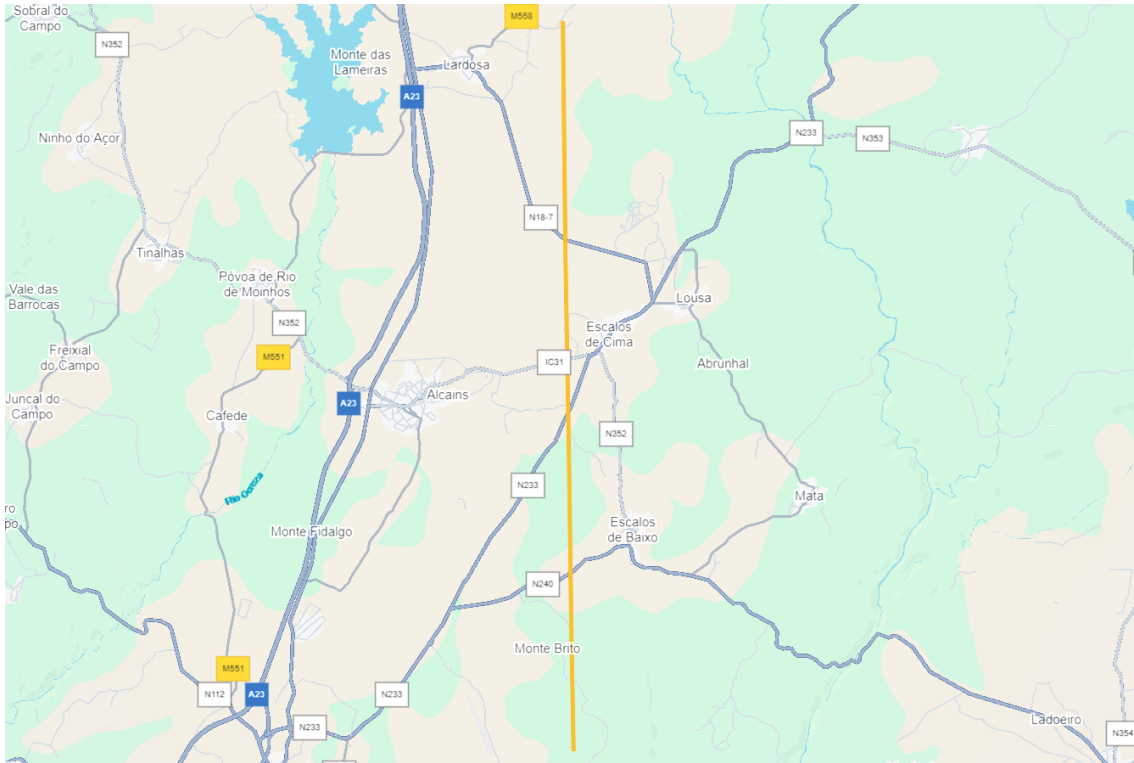 Sobral do
Campo
N352
M558
Monte das
Lameiras
Lardosa
A23
Ninho do Açor
N233
N353
N18-7
Tinalhas
Póvoa de Rio
de Moinhos
Vale das
Barrocas
Lousa
N352
Escalos
de Cima
Freixial
do Campo
M551
IC31
Abrunhal
Juncal do
Campo
Alcains
A23
Cafede
N352
N233
Rio Ocreza
Mata
Monte Fidalgo
Escalos
de Baixo
N240
Monte Brito
M551
N112
A23
N233
N233
Ladoeiro
N354